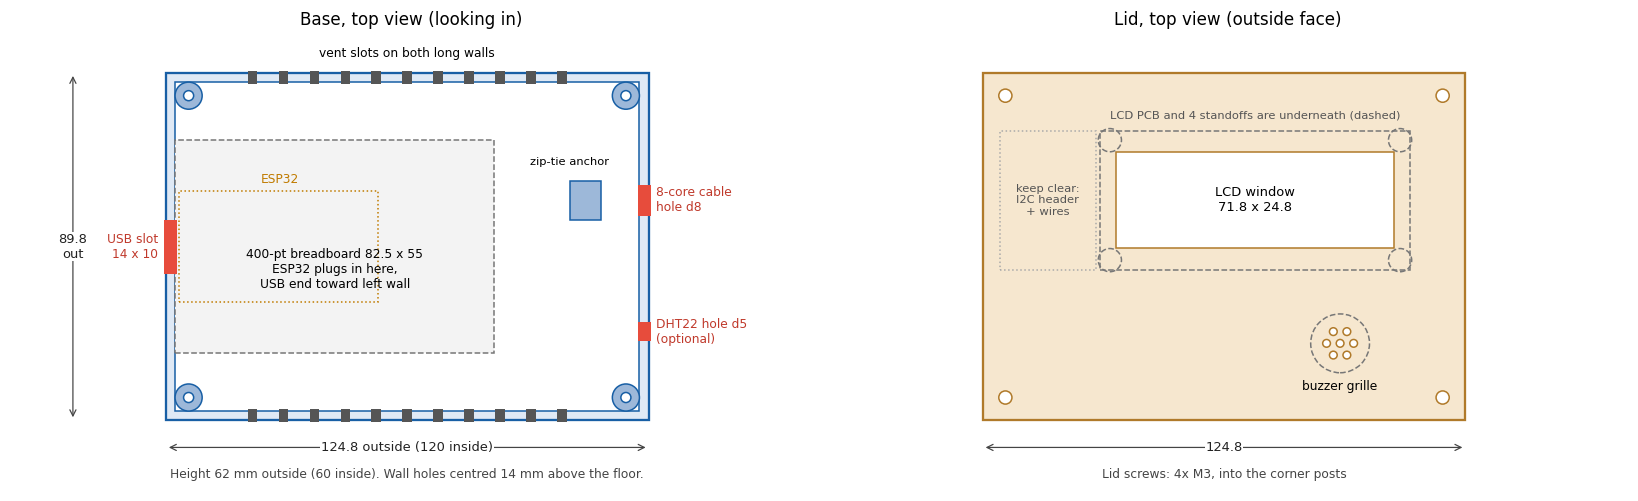 Base, top view (looking in)
vent slots on both long walls
zip-tie anchor
ESP32
8-core cable
hole d8
89.8
out
USB slot
14 x 10
400-pt breadboard 82.5 x 55
ESP32 plugs in here,
USB end toward left wall
DHT22 hole d5
(optional)
124.8 outside (120 inside)
Height 62 mm outside (60 inside). Wall holes centred 14 mm above the floor.
Lid, top view (outside face)
LCD PCB and 4 standoffs are underneath (dashed)
keep clear:
I2C header
+ wires
LCD window
71.8 x 24.8
buzzer grille
124.8
Lid screws: 4x M3, into the corner posts